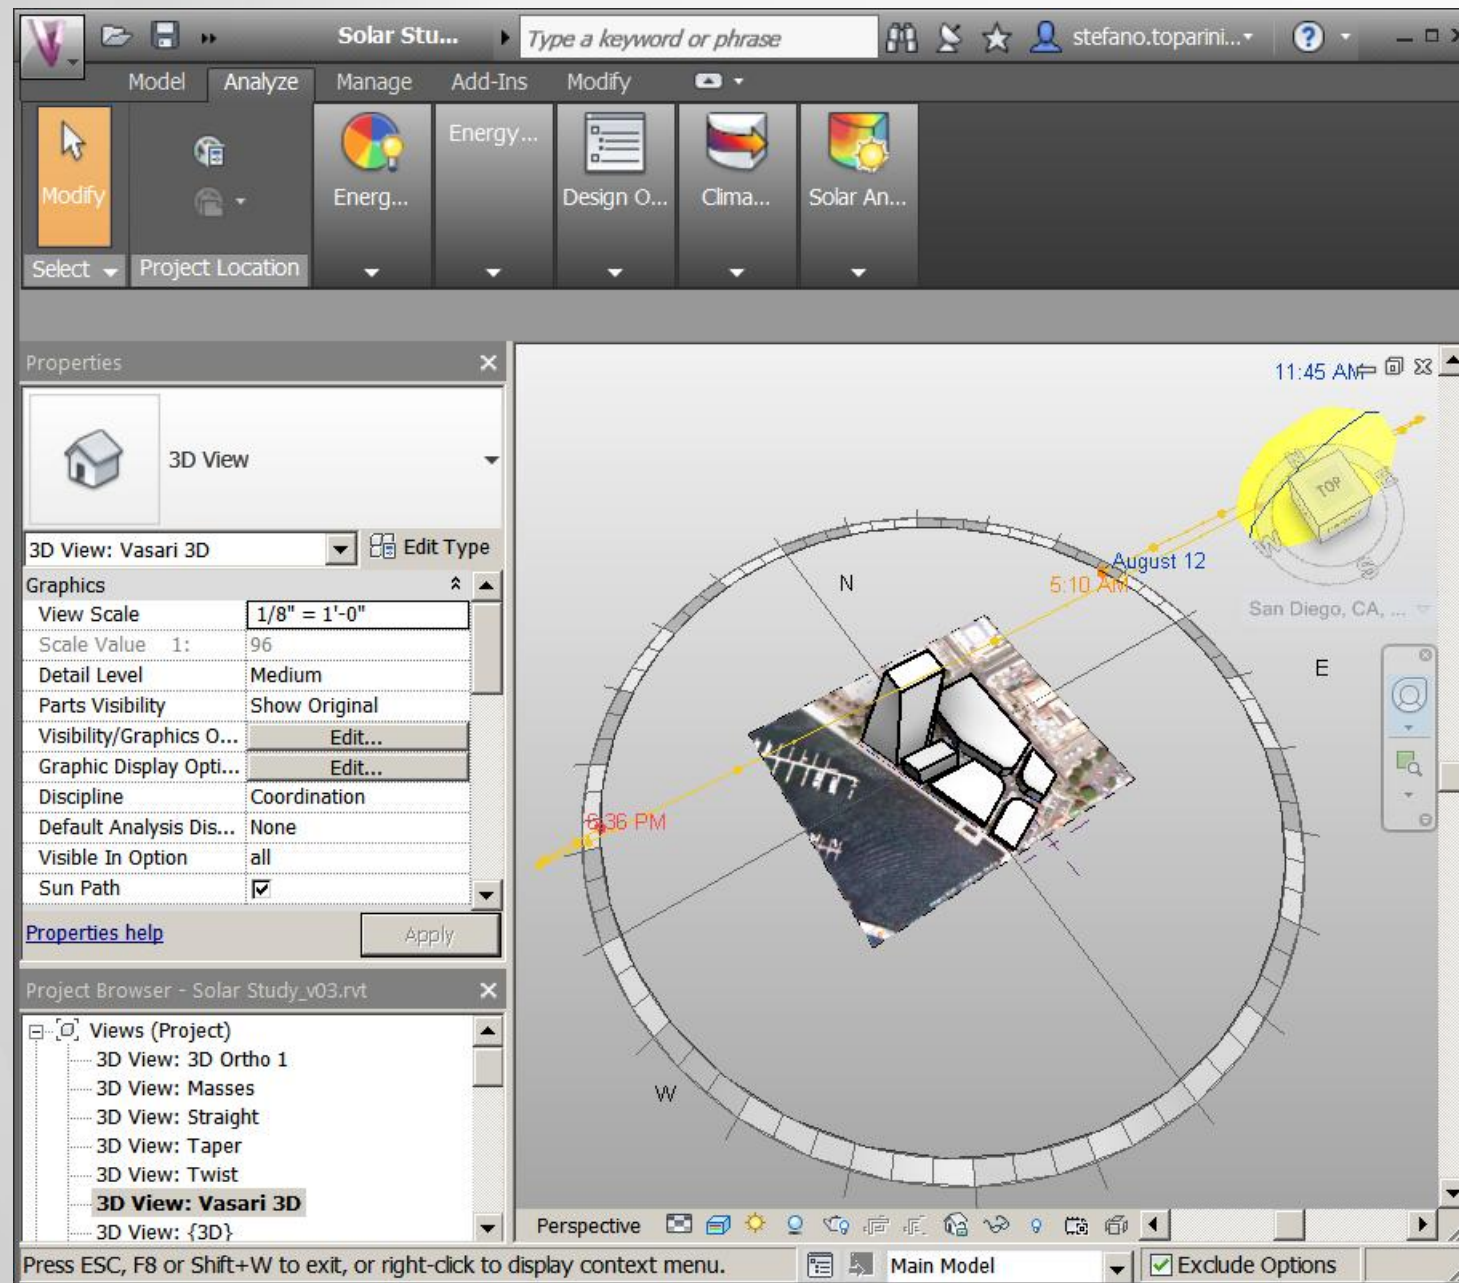 Solar Stu... Type a keyword or phrase stefano.toparini...
Model Analyze Manage Add-Ins Modify
Modify Energ... Energy... Design O... Clima... Solar An...
Select Project Location
Properties
3D View
3D View: Vasari 3D Edit Type
Graphics
View Scale 1/8" = 1'-0"
Scale Value 1: 96
Detail Level Medium
Parts Visibility Show Original
Visibility/Graphics O... Edit...
Graphic Display Opti... Edit...
Discipline Coordination
Default Analysis Dis... None
Visible In Option all
Sun Path
Properties help Apply
Project Browser - Solar Study_v03.rvt
Views (Project)
3D View: 3D Ortho 1
3D View: Masses
3D View: Straight
3D View: Taper
3D View: Twist
3D View: Vasari 3D
3D View: {3D}
11:45 AM
N
E
TOP
W
S
August 12
5:10 AM
San Diego, CA, ...
N
E
6:36 PM
W
Perspective
Press ESC, F8 or Shift+W to exit, or right-click to display context menu. Main Model Exclude Options